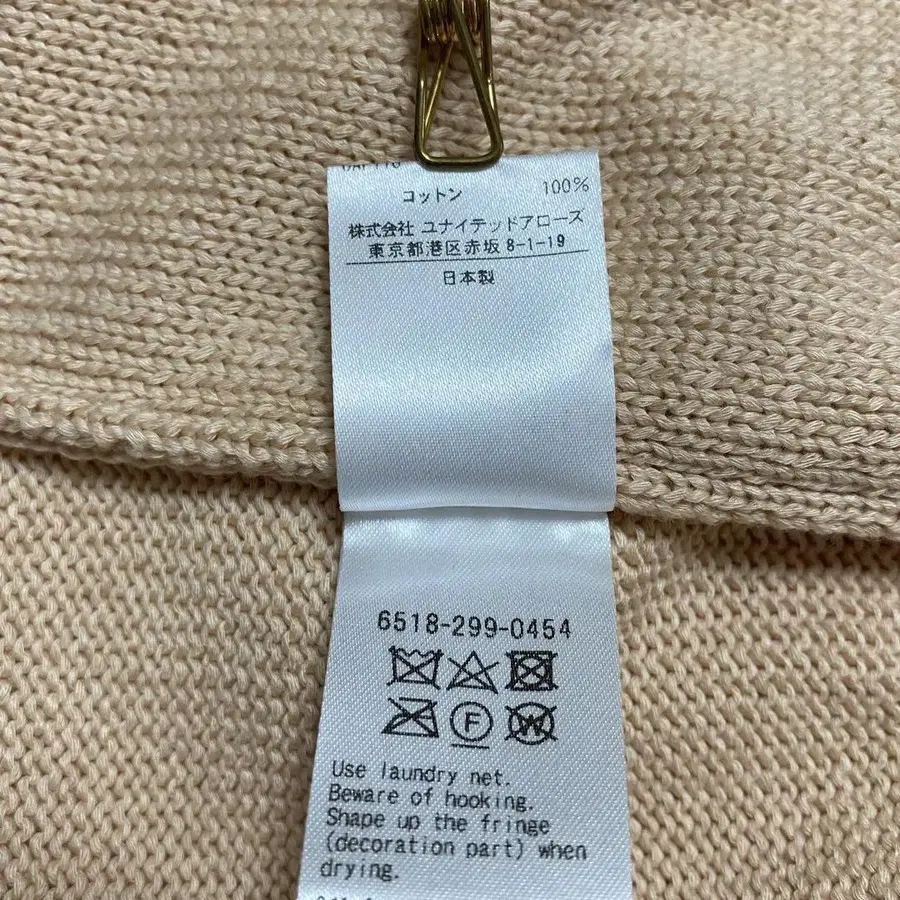 コットン 100%
株式会社 ユナイテッドアローズ
東京都港区赤坂 8-1-19
日本製
6518-299-0454
F
W
Use laundry net.
Beware of hooking.
Shape up the fringe
(decoration part) when
drying.